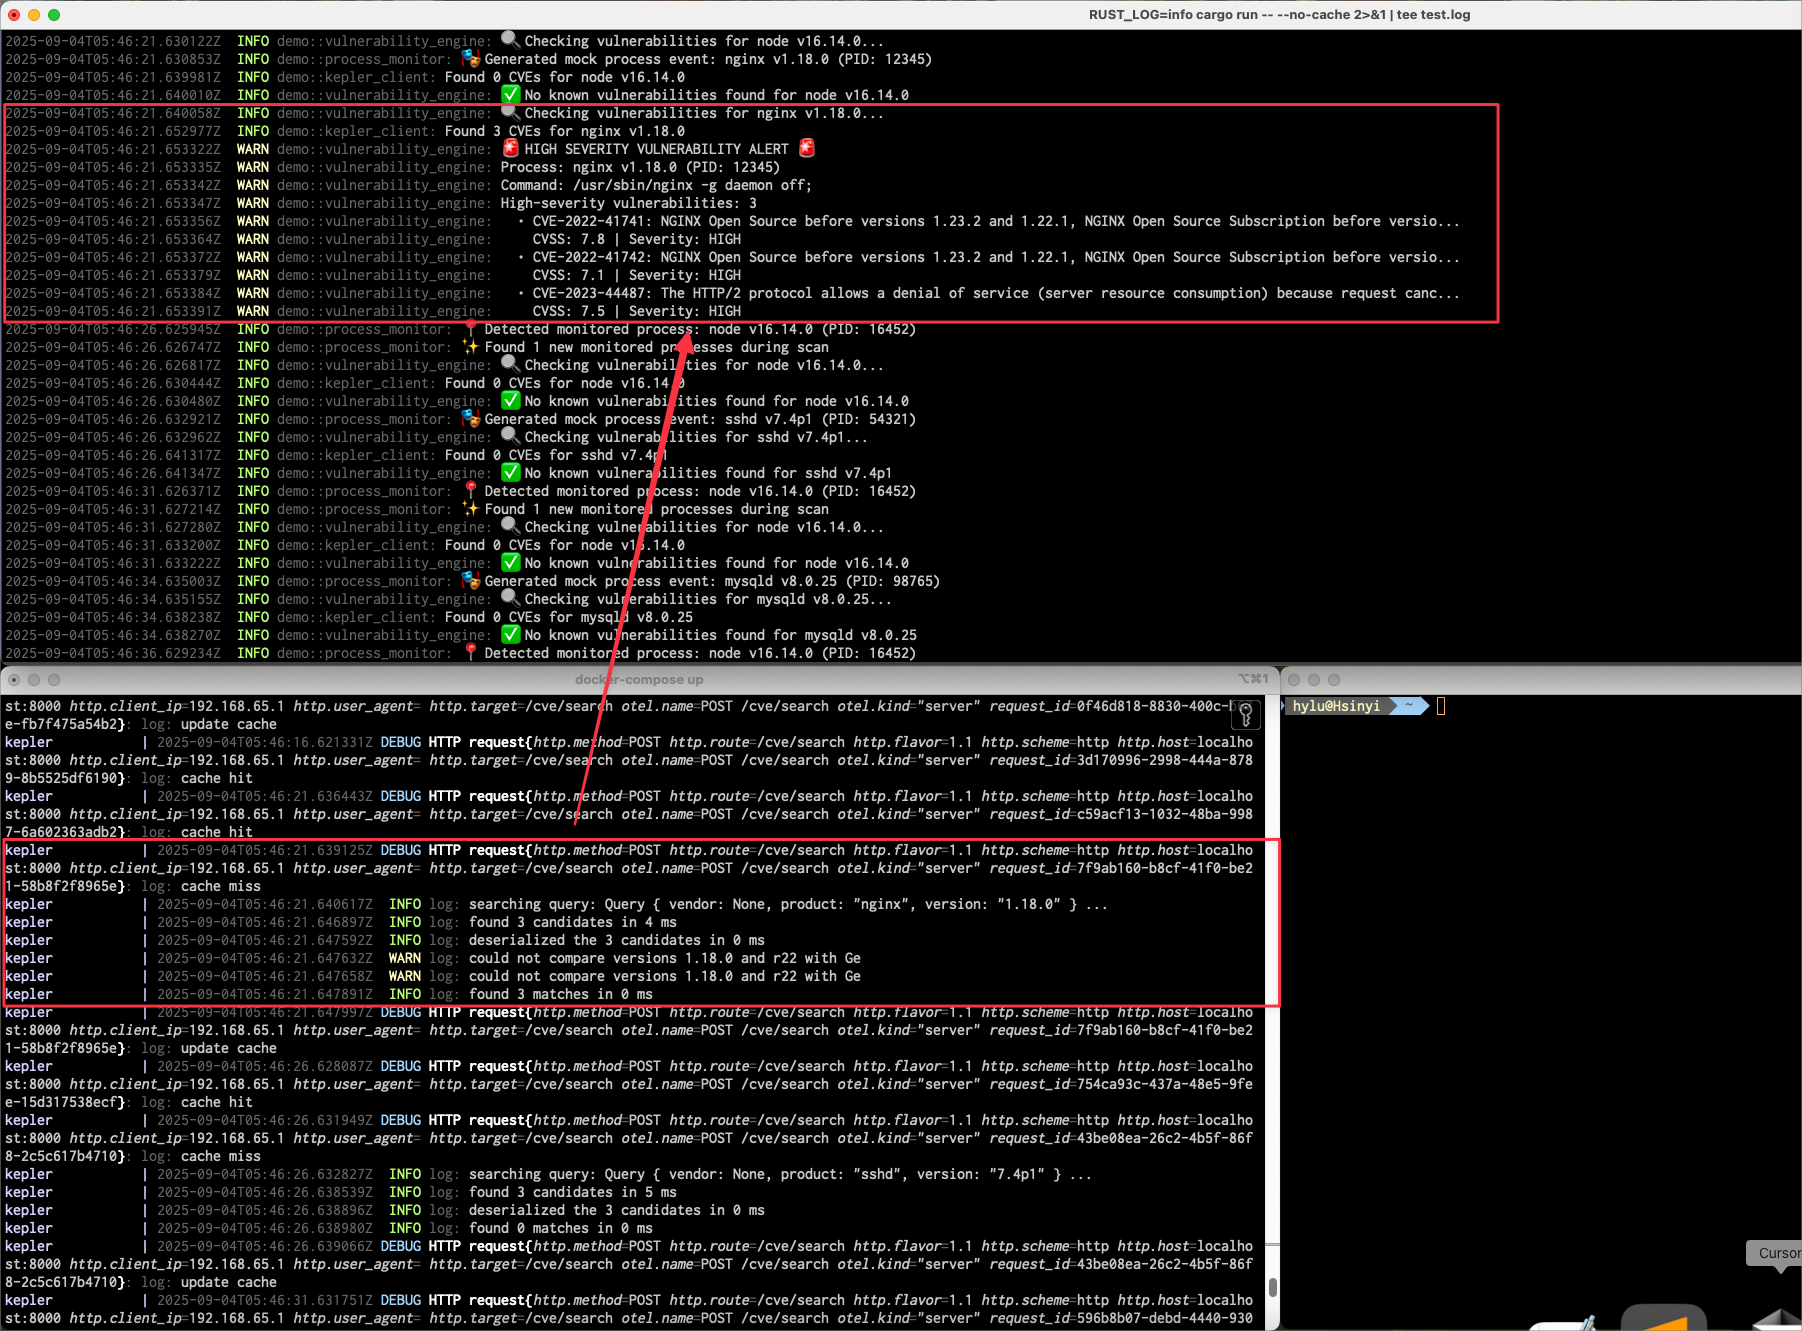 RUST_LOG=info cargo run -- --no-cache 2>&1 | tee test.log
2025-09-04T05:46:21.630122Z  INFO demo::vulnerability_engine: 🔍 Checking vulnerabilities for node v16.14.0...
2025-09-04T05:46:21.630853Z  INFO demo::process_monitor: 🎭 Generated mock process event: nginx v1.18.0 (PID: 12345)
2025-09-04T05:46:21.639981Z  INFO demo::kepler_client: Found 0 CVEs for node v16.14.0
2025-09-04T05:46:21.640010Z  INFO demo::vulnerability_engine: ✅ No known vulnerabilities found for node v16.14.0
2025-09-04T05:46:21.640058Z  INFO demo::vulnerability_engine: 🔍 Checking vulnerabilities for nginx v1.18.0...
2025-09-04T05:46:21.652977Z  INFO demo::kepler_client: Found 3 CVEs for nginx v1.18.0
2025-09-04T05:46:21.653322Z  WARN demo::vulnerability_engine: 🚨 HIGH SEVERITY VULNERABILITY ALERT 🚨
2025-09-04T05:46:21.653335Z  WARN demo::vulnerability_engine: Process: nginx v1.18.0 (PID: 12345)
2025-09-04T05:46:21.653342Z  WARN demo::vulnerability_engine: Command: /usr/sbin/nginx -g daemon off;
2025-09-04T05:46:21.653347Z  WARN demo::vulnerability_engine: High-severity vulnerabilities: 3
2025-09-04T05:46:21.653356Z  WARN demo::vulnerability_engine:   • CVE-2022-41741: NGINX Open Source before versions 1.23.2 and 1.22.1, NGINX Open Source Subscription before versio...
2025-09-04T05:46:21.653364Z  WARN demo::vulnerability_engine:     CVSS: 7.8 | Severity: HIGH
2025-09-04T05:46:21.653372Z  WARN demo::vulnerability_engine:   • CVE-2022-41742: NGINX Open Source before versions 1.23.2 and 1.22.1, NGINX Open Source Subscription before versio...
2025-09-04T05:46:21.653379Z  WARN demo::vulnerability_engine:     CVSS: 7.1 | Severity: HIGH
2025-09-04T05:46:21.653384Z  WARN demo::vulnerability_engine:   • CVE-2023-44487: The HTTP/2 protocol allows a denial of service (server resource consumption) because request canc...
2025-09-04T05:46:21.653391Z  WARN demo::vulnerability_engine:     CVSS: 7.5 | Severity: HIGH
2025-09-04T05:46:26.625945Z  INFO demo::process_monitor: 📍 Detected monitored process: node v16.14.0 (PID: 16452)
2025-09-04T05:46:26.626747Z  INFO demo::process_monitor: ✨ Found 1 new monitored processes during scan
2025-09-04T05:46:26.626817Z  INFO demo::vulnerability_engine: 🔍 Checking vulnerabilities for node v16.14.0...
2025-09-04T05:46:26.630444Z  INFO demo::kepler_client: Found 0 CVEs for node v16.14.0
2025-09-04T05:46:26.630480Z  INFO demo::vulnerability_engine: ✅ No known vulnerabilities found for node v16.14.0
2025-09-04T05:46:26.632921Z  INFO demo::process_monitor: 🎭 Generated mock process event: sshd v7.4p1 (PID: 54321)
2025-09-04T05:46:26.632962Z  INFO demo::vulnerability_engine: 🔍 Checking vulnerabilities for sshd v7.4p1...
2025-09-04T05:46:26.641317Z  INFO demo::kepler_client: Found 0 CVEs for sshd v7.4p1
2025-09-04T05:46:26.641347Z  INFO demo::vulnerability_engine: ✅ No known vulnerabilities found for sshd v7.4p1
2025-09-04T05:46:31.626371Z  INFO demo::process_monitor: 📍 Detected monitored process: node v16.14.0 (PID: 16452)
2025-09-04T05:46:31.627214Z  INFO demo::process_monitor: ✨ Found 1 new monitored processes during scan
2025-09-04T05:46:31.627280Z  INFO demo::vulnerability_engine: 🔍 Checking vulnerabilities for node v16.14.0...
2025-09-04T05:46:31.633200Z  INFO demo::kepler_client: Found 0 CVEs for node v16.14.0
2025-09-04T05:46:31.633222Z  INFO demo::vulnerability_engine: ✅ No known vulnerabilities found for node v16.14.0
2025-09-04T05:46:34.635003Z  INFO demo::process_monitor: 🎭 Generated mock process event: mysqld v8.0.25 (PID: 98765)
2025-09-04T05:46:34.635155Z  INFO demo::vulnerability_engine: 🔍 Checking vulnerabilities for mysqld v8.0.25...
2025-09-04T05:46:34.638238Z  INFO demo::kepler_client: Found 0 CVEs for mysqld v8.0.25
2025-09-04T05:46:34.638270Z  INFO demo::vulnerability_engine: ✅ No known vulnerabilities found for mysqld v8.0.25
2025-09-04T05:46:36.629234Z  INFO demo::process_monitor: 📍 Detected monitored process: node v16.14.0 (PID: 16452)
docker-compose up
⌥⌘1
st:8000 http.client_ip=192.168.65.1 http.user_agent= http.target=/cve/search otel.name=POST /cve/search otel.kind="server" request_id=0f46d818-8830-400c-
e-fb7f475a54b2}: log: update cache
kepler           | 2025-09-04T05:46:16.621331Z DEBUG HTTP request{http.method=POST http.route=/cve/search http.flavor=1.1 http.scheme=http http.host=localho
st:8000 http.client_ip=192.168.65.1 http.user_agent= http.target=/cve/search otel.name=POST /cve/search otel.kind="server" request_id=3d170996-2998-444a-878
9-8b5525df6190}: log: cache hit
kepler           | 2025-09-04T05:46:21.636443Z DEBUG HTTP request{http.method=POST http.route=/cve/search http.flavor=1.1 http.scheme=http http.host=localho
st:8000 http.client_ip=192.168.65.1 http.user_agent= http.target=/cve/search otel.name=POST /cve/search otel.kind="server" request_id=c59acf13-1032-48ba-998
7-6a602363adb2}: log: cache hit
kepler           | 2025-09-04T05:46:21.639125Z DEBUG HTTP request{http.method=POST http.route=/cve/search http.flavor=1.1 http.scheme=http http.host=localho
st:8000 http.client_ip=192.168.65.1 http.user_agent= http.target=/cve/search otel.name=POST /cve/search otel.kind="server" request_id=7f9ab160-b8cf-41f0-be2
1-58b8f2f8965e}: log: cache miss
kepler           | 2025-09-04T05:46:21.640617Z  INFO log: searching query: Query { vendor: None, product: "nginx", version: "1.18.0" } ...
kepler           | 2025-09-04T05:46:21.646897Z  INFO log: found 3 candidates in 4 ms
kepler           | 2025-09-04T05:46:21.647592Z  INFO log: deserialized the 3 candidates in 0 ms
kepler           | 2025-09-04T05:46:21.647632Z  WARN log: could not compare versions 1.18.0 and r22 with Ge
kepler           | 2025-09-04T05:46:21.647658Z  WARN log: could not compare versions 1.18.0 and r22 with Ge
kepler           | 2025-09-04T05:46:21.647891Z  INFO log: found 3 matches in 0 ms
kepler           | 2025-09-04T05:46:21.647997Z DEBUG HTTP request{http.method=POST http.route=/cve/search http.flavor=1.1 http.scheme=http http.host=localho
st:8000 http.client_ip=192.168.65.1 http.user_agent= http.target=/cve/search otel.name=POST /cve/search otel.kind="server" request_id=7f9ab160-b8cf-41f0-be2
1-58b8f2f8965e}: log: update cache
kepler           | 2025-09-04T05:46:26.628087Z DEBUG HTTP request{http.method=POST http.route=/cve/search http.flavor=1.1 http.scheme=http http.host=localho
st:8000 http.client_ip=192.168.65.1 http.user_agent= http.target=/cve/search otel.name=POST /cve/search otel.kind="server" request_id=754ca93c-437a-48e5-9fe
e-15d317538ecf}: log: cache hit
kepler           | 2025-09-04T05:46:26.631949Z DEBUG HTTP request{http.method=POST http.route=/cve/search http.flavor=1.1 http.scheme=http http.host=localho
st:8000 http.client_ip=192.168.65.1 http.user_agent= http.target=/cve/search otel.name=POST /cve/search otel.kind="server" request_id=43be08ea-26c2-4b5f-86f
8-2c5c617b4710}: log: cache miss
kepler           | 2025-09-04T05:46:26.632827Z  INFO log: searching query: Query { vendor: None, product: "sshd", version: "7.4p1" } ...
kepler           | 2025-09-04T05:46:26.638539Z  INFO log: found 3 candidates in 5 ms
kepler           | 2025-09-04T05:46:26.638896Z  INFO log: deserialized the 3 candidates in 0 ms
kepler           | 2025-09-04T05:46:26.638980Z  INFO log: found 0 matches in 0 ms
kepler           | 2025-09-04T05:46:26.639066Z DEBUG HTTP request{http.method=POST http.route=/cve/search http.flavor=1.1 http.scheme=http http.host=localho
st:8000 http.client_ip=192.168.65.1 http.user_agent= http.target=/cve/search otel.name=POST /cve/search otel.kind="server" request_id=43be08ea-26c2-4b5f-86f
8-2c5c617b4710}: log: update cache
kepler           | 2025-09-04T05:46:31.631751Z DEBUG HTTP request{http.method=POST http.route=/cve/search http.flavor=1.1 http.scheme=http http.host=localho
st:8000 http.client_ip=192.168.65.1 http.user_agent= http.target=/cve/search otel.name=POST /cve/search otel.kind="server" request_id=596b8b07-debd-4440-930
hylu@Hsinyi ~
Cursor